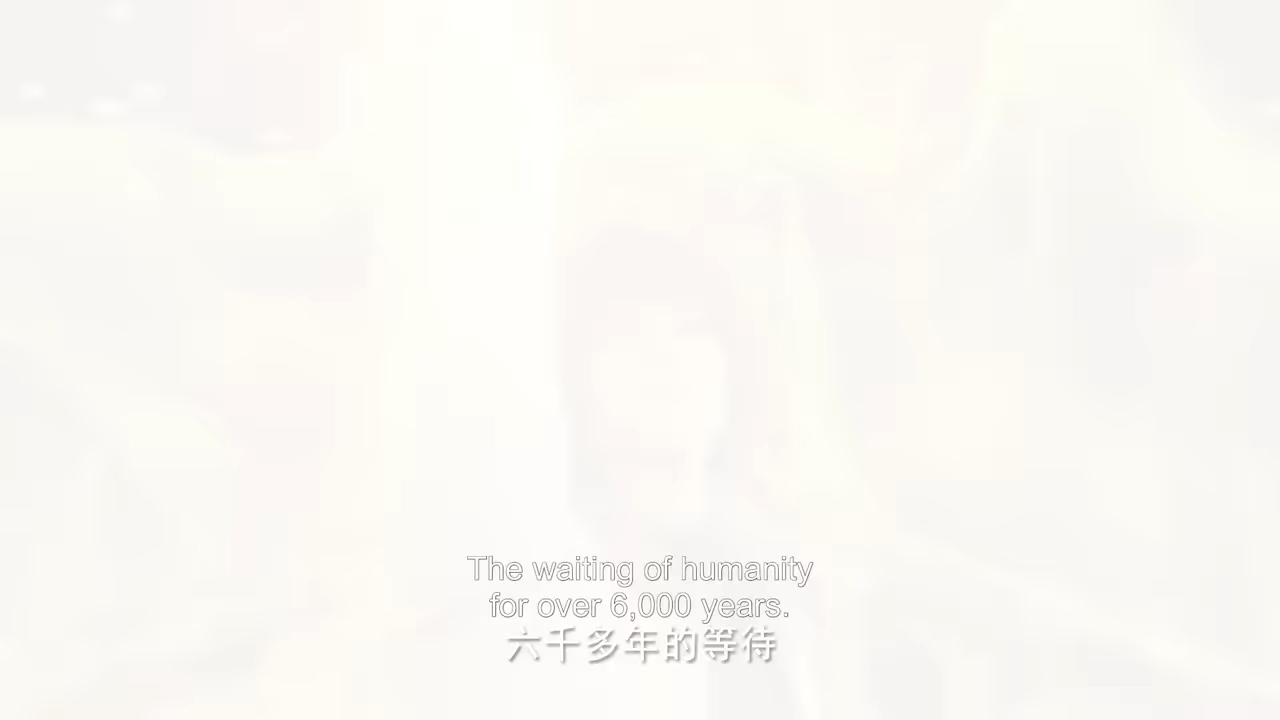 The waiting of humanity
for over 6,000 years.
六千多年的等待